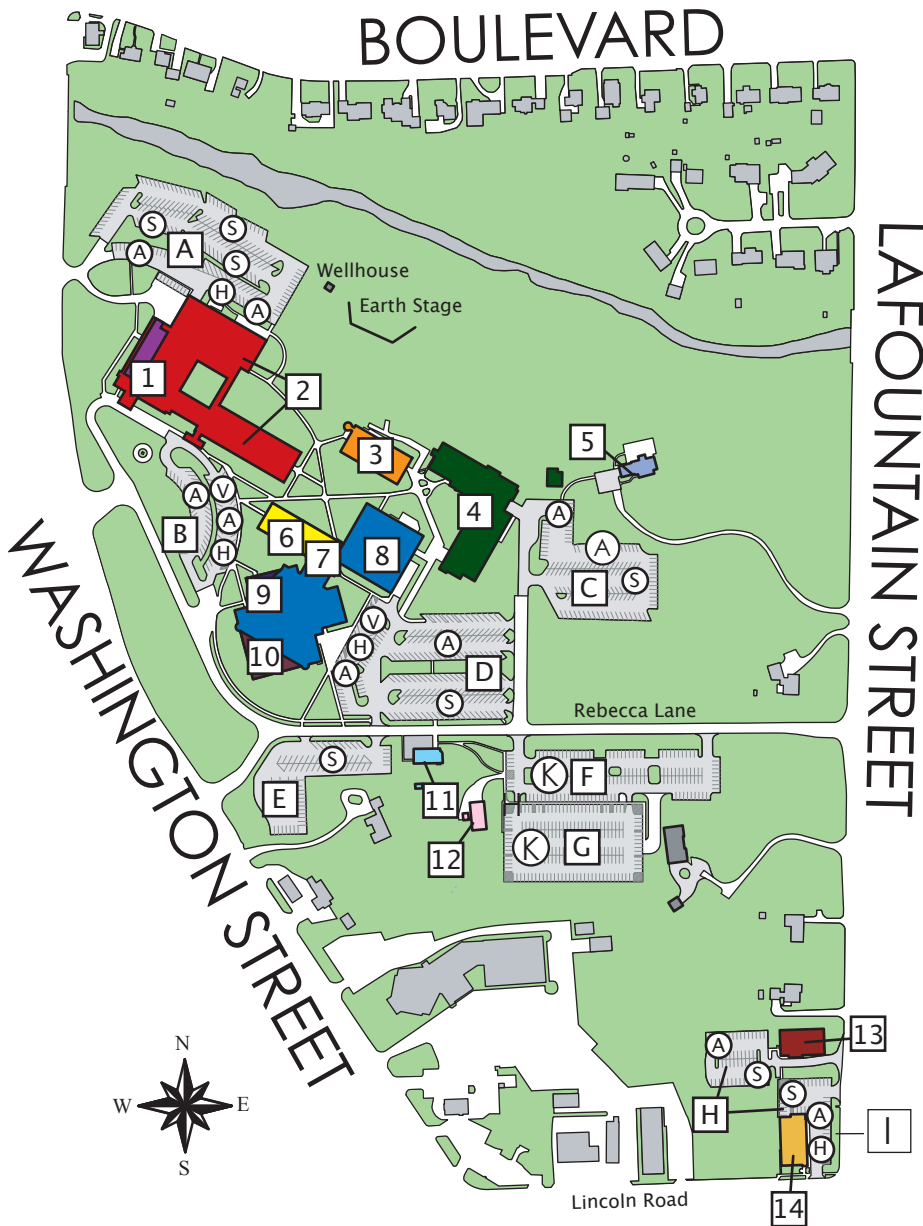 BOULEVARD
LAFOUNTAIN STREET
WASHINGTON STREET
S
S
A
A
S
Wellhouse
H
A
Earth Stage
1
2
3
5
4
A
V
A
B
A
H
A
C
S
6
7
8
9
10
V
H
A
A
D
S
Rebecca Lane
S
E
11
12
K
F
K
G
A
S
13
H
S
A
H
I
14
N
W
E
S
Lincoln Road